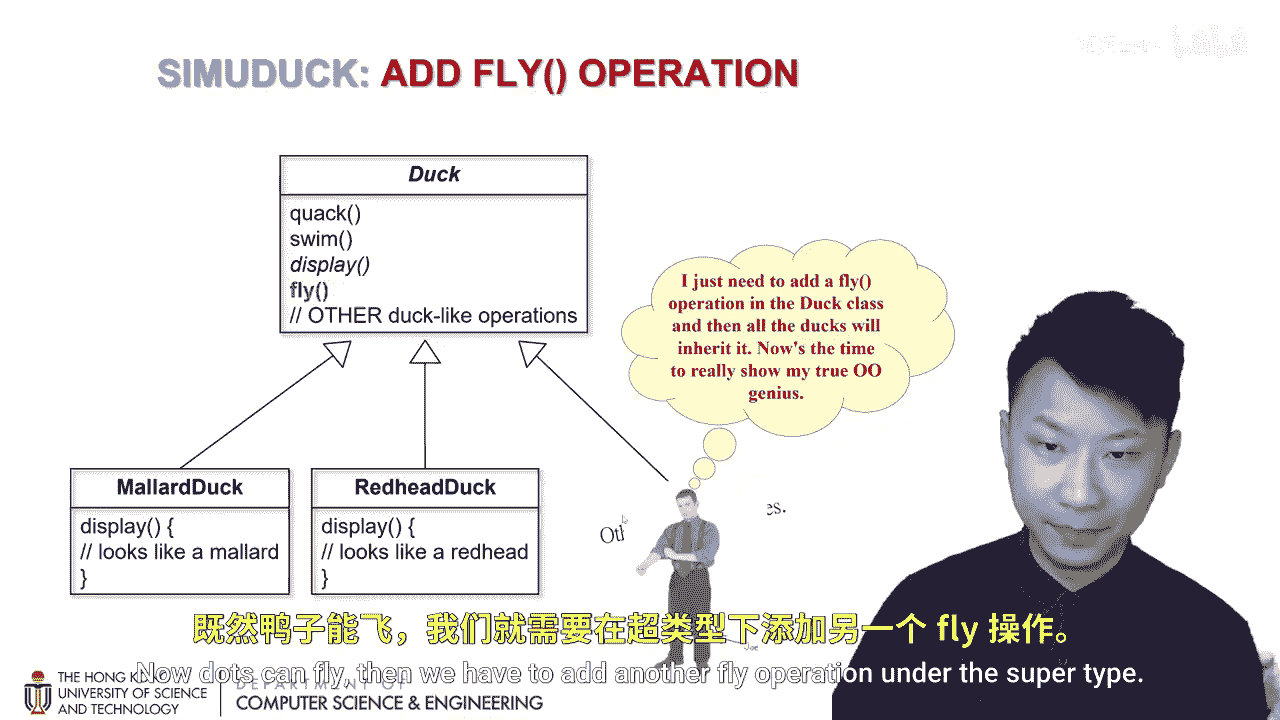 SIMUDUCK: ADD FLY() OPERATION
Duck
quack()
swim()
display()
fly()
// OTHER duck-like operations
I just need to add a fly()
operation in the Duck class
and then all the ducks will
inherit it. Now's the time
to really show my true OO
genius.
MallardDuck
display() {
// looks like a mallard
}
RedheadDuck
display() {
// looks like a redhead
}
Joe
既然鸭子能飞，我们就需要在超类型下添加另一个 fly 操作。
Now dots can fly, then we have to add another fly operation under the super type.
THE HONG KONG
UNIVERSITY OF SCIENCE
AND TECHNOLOGY
DEPARTMENT OF
COMPUTER SCIENCE & ENGINEERING